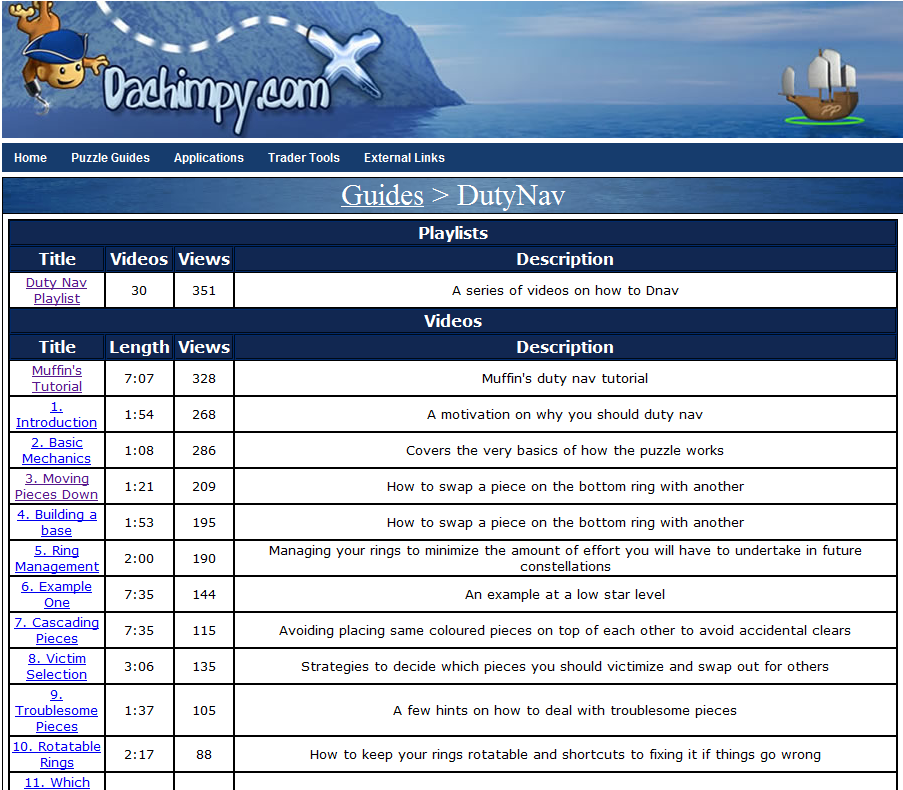 Dachimpy.com
PP
Home Puzzle Guides Applications Trader Tools External Links
Guides > DutyNav
Playlists
Title Videos Views Description
Duty Nav
Playlist
30 351 A series of videos on how to Dnav
Videos
Title Length Views Description
Muffin's
Tutorial
7:07 328 Muffin's duty nav tutorial
1.
Introduction
1:54 268 A motivation on why you should duty nav
2. Basic
Mechanics
1:08 286 Covers the very basics of how the puzzle works
3. Moving
Pieces Down
1:21 209 How to swap a piece on the bottom ring with another
4. Building a
base
1:53 195 How to swap a piece on the bottom ring with another
5. Ring
Management
2:00 190 Managing your rings to minimize the amount of effort you will have to undertake in future
constellations
6. Example
One
7:35 144 An example at a low star level
7. Cascading
Pieces
7:35 115 Avoiding placing same coloured pieces on top of each other to avoid accidental clears
8. Victim
Selection
3:06 135 Strategies to decide which pieces you should victimize and swap out for others
9.
Troublesome
Pieces
1:37 105 A few hints on how to deal with troublesome pieces
10. Rotatable
Rings
2:17 88 How to keep your rings rotatable and shortcuts to fixing it if things go wrong
11. Which